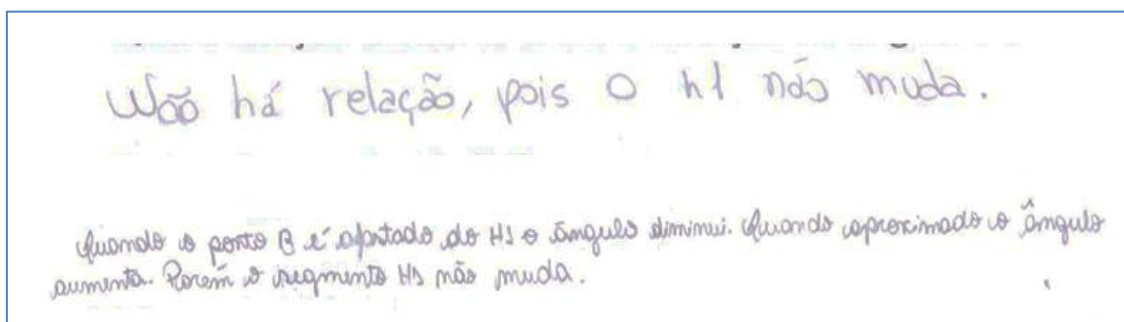 Não há relação, pois o h1 não muda.
Quando o ponto B é afastado do H1 o ângulo diminui. Quando aproximado o ângulo
aumenta. Porém o segmento H1 não muda.